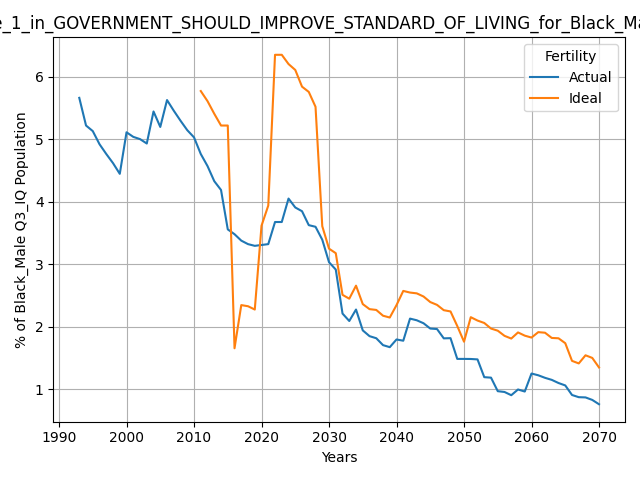 _1_in_GOVERNMENT_SHOULD_IMPROVE_STANDARD_OF_LIVING_for_Black_Ma
Fertility
Actual
Ideal
% of Black_Male Q3_IQ Population
6
5
4
3
2
1
1990 2000 2010 2020 2030 2040 2050 2060 2070
Years